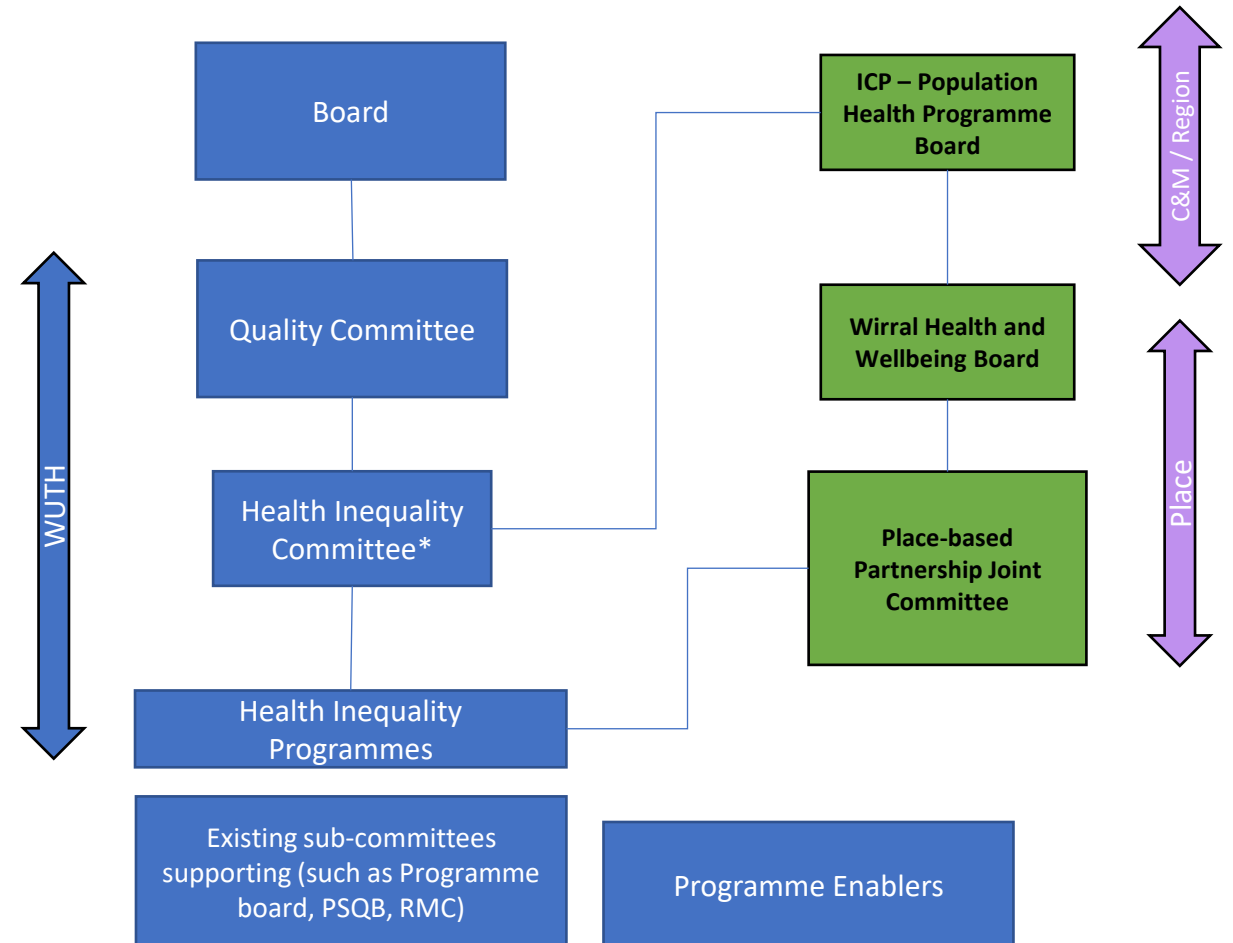 Board
Quality Committee
Health Inequality
Committee*
Health Inequality
Programmes
Existing sub-committees
supporting (such as Programme
board, PSQB, RMC)
Programme Enablers
WUTH
ICP – Population
Health Programme
Board
Wirral Health and
Wellbeing Board
Place-based
Partnership Joint
Committee
C&M / Region
Place